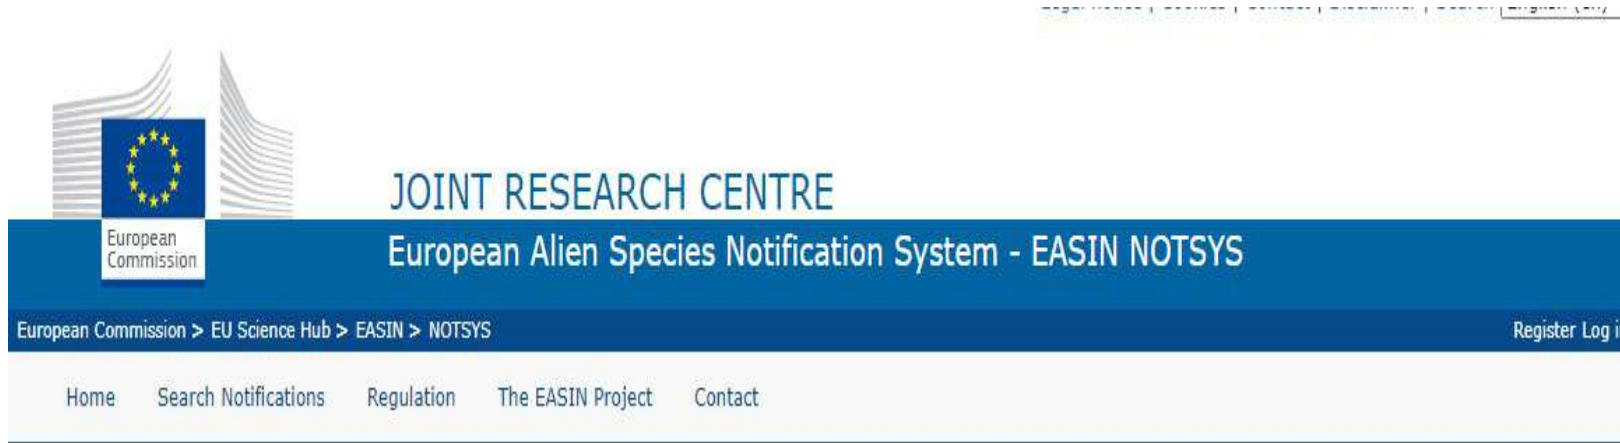 JOINT RESEARCH CENTRE
European
Commission
European Alien Species Notification System - EASIN NOTSYS
European Commission > EU Science Hub > EASIN > NOTSYS
Register Log i
Home Search Notifications Regulation The EASIN Project Contact